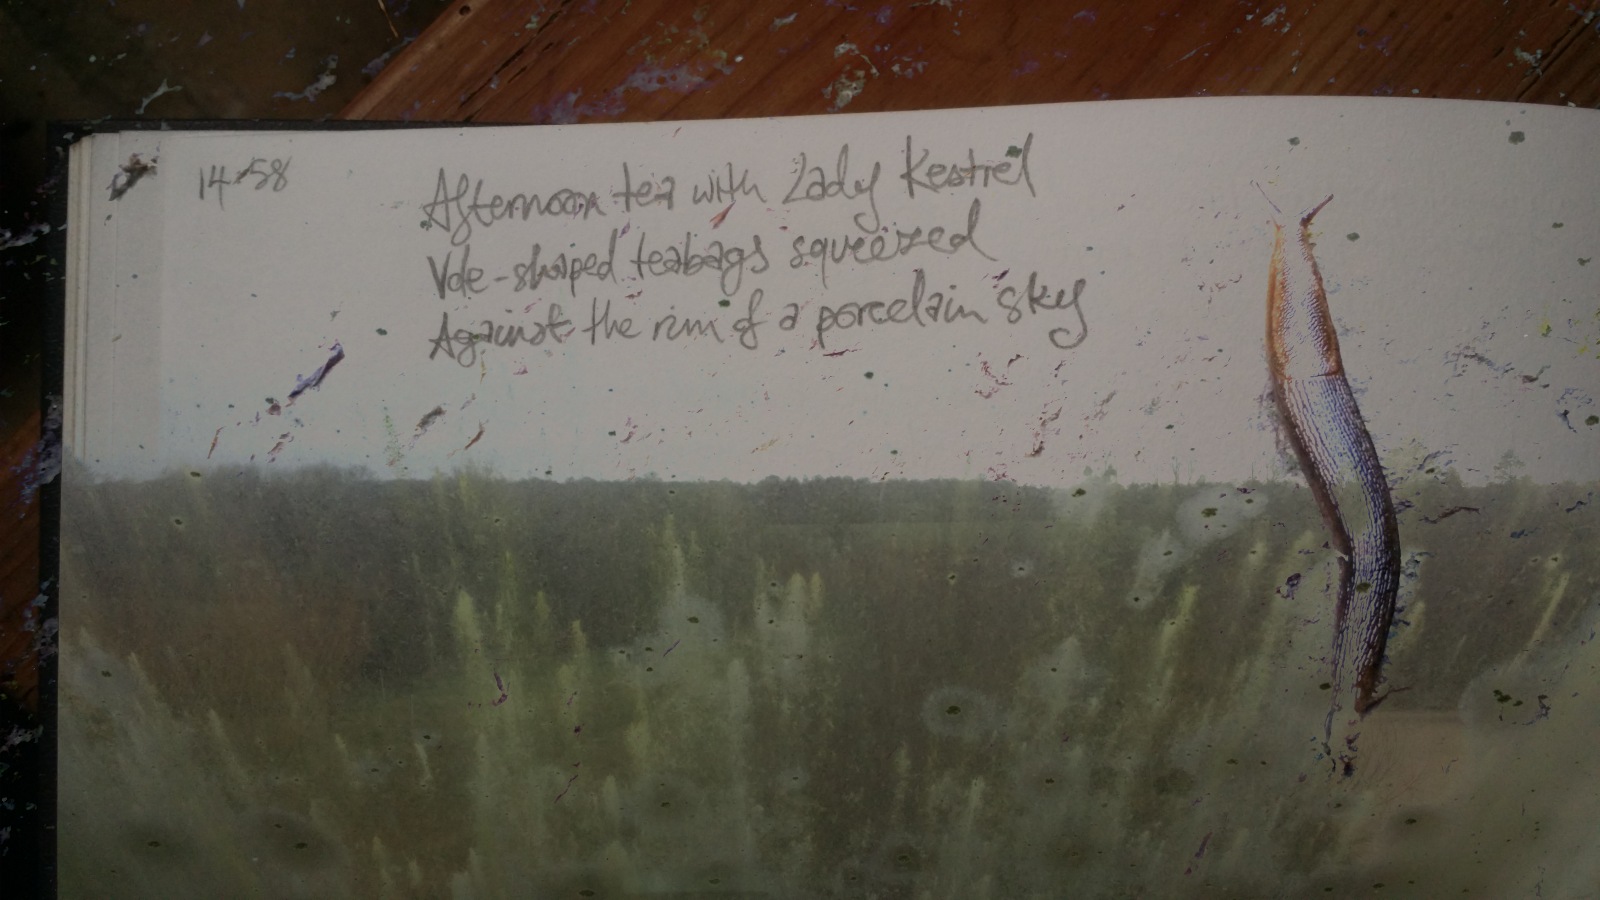 14:58
Afternoon tea with Lady Kestrel
Vole-shaped teabags squeezed
Against the rim of a porcelain sky